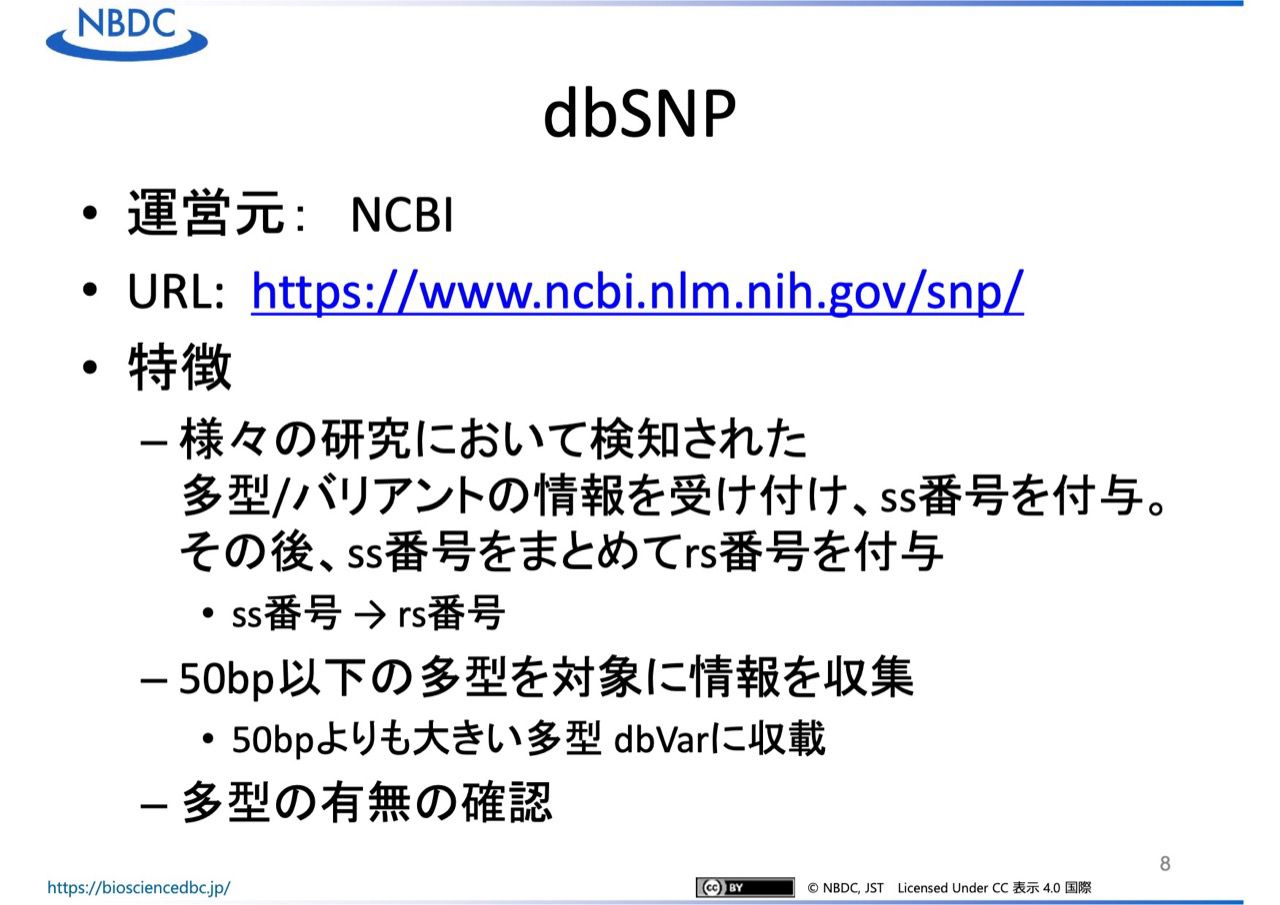 NBDC
dbSNP
• 運営元： NCBI
• URL: https://www.ncbi.nlm.nih.gov/snp/
• 特徴
– 様々の研究において検知された
多型/バリアントの情報を受け付け、ss番号を付与。
その後、ss番号をまとめてrs番号を付与
• ss番号 → rs番号
– 50bp以下の多型を対象に情報を収集
• 50bpよりも大きい多型 dbVarに収載
– 多型の有無の確認
8
https://biosciencedbc.jp/
cc BY
© NBDC, JST Licensed Under CC 表示 4.0 国際